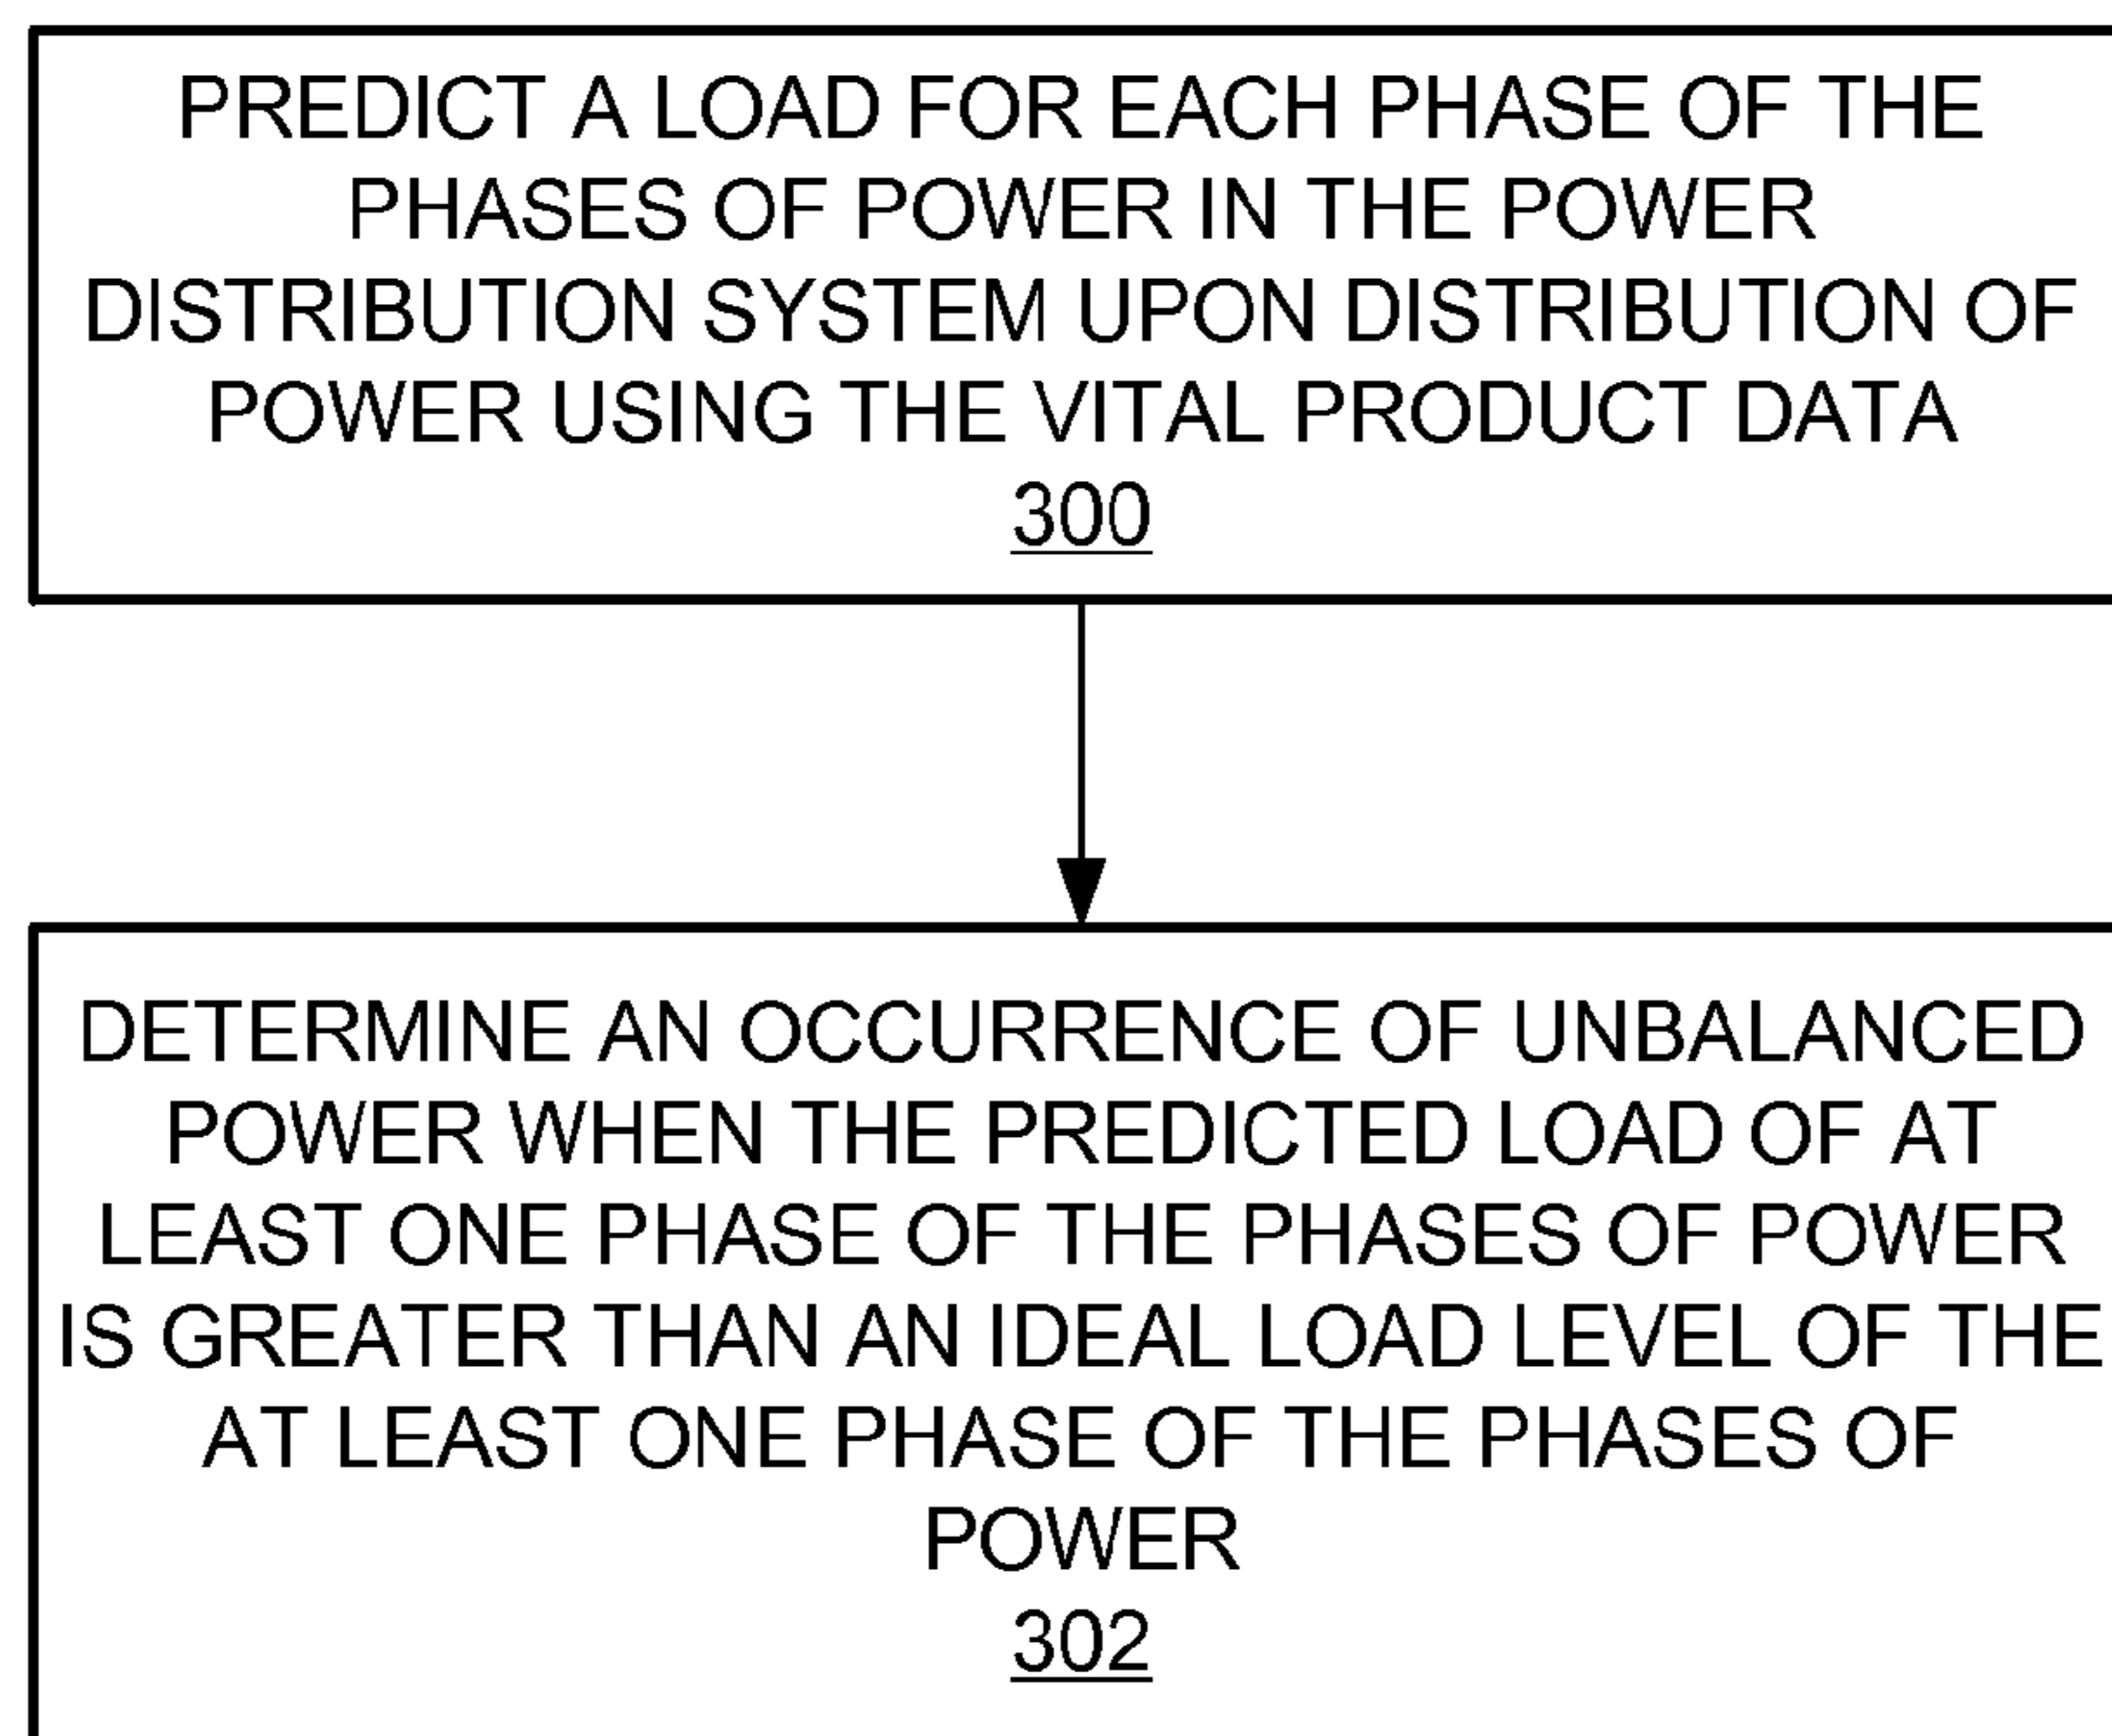 PREDICT A LOAD FOR EACH PHASE OF THE
PHASES OF POWER IN THE POWER
DISTRIBUTION SYSTEM UPON DISTRIBUTION OF
POWER USING THE VITAL PRODUCT DATA
300
DETERMINE AN OCCURRENCE OF UNBALANCED
POWER WHEN THE PREDICTED LOAD OF AT
LEAST ONE PHASE OF THE PHASES OF POWER
IS GREATER THAN AN IDEAL LOAD LEVEL OF THE
AT LEAST ONE PHASE OF THE PHASES OF
POWER
302